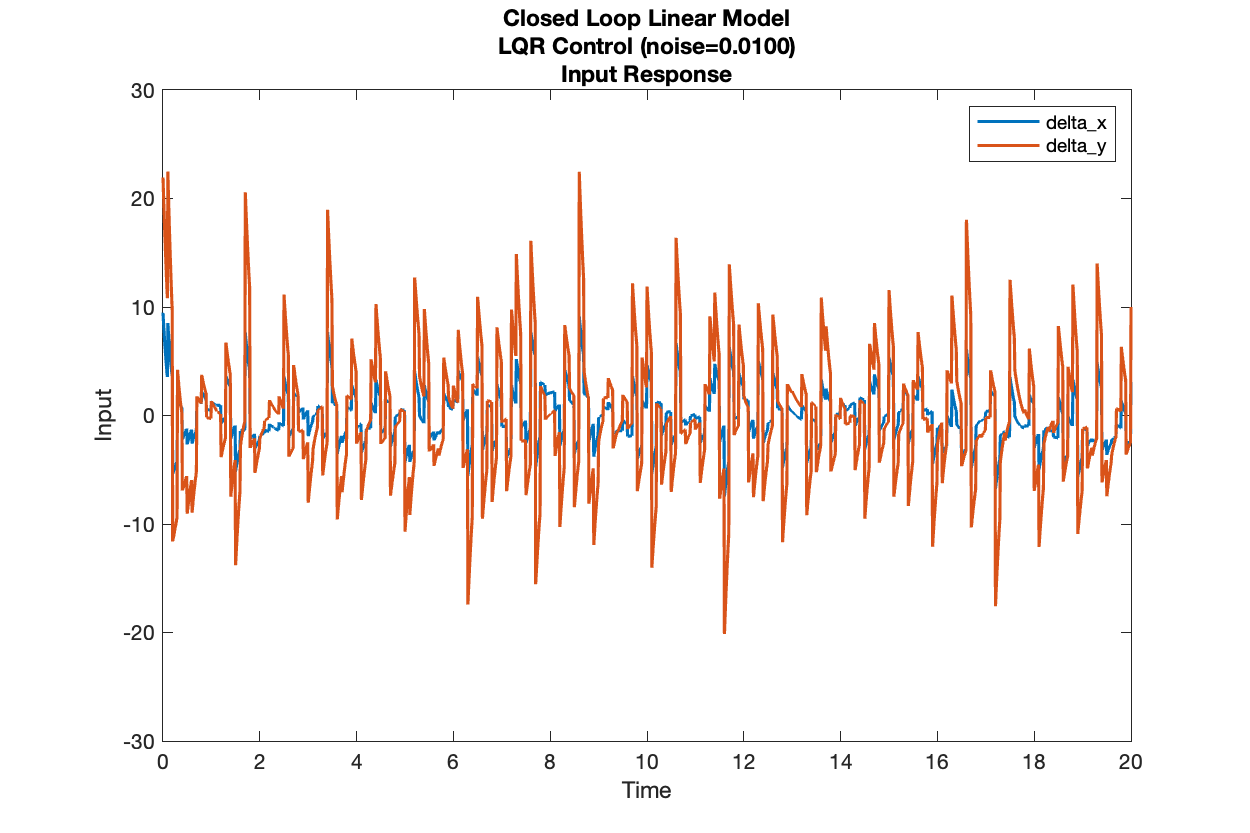 Closed Loop Linear Model
LQR Control (noise=0.0100)
Input Response
30
20
10
0
-10
-20
-30
Input
delta_x
delta_y
0
2
4
6
8
10
12
14
16
18
20
Time